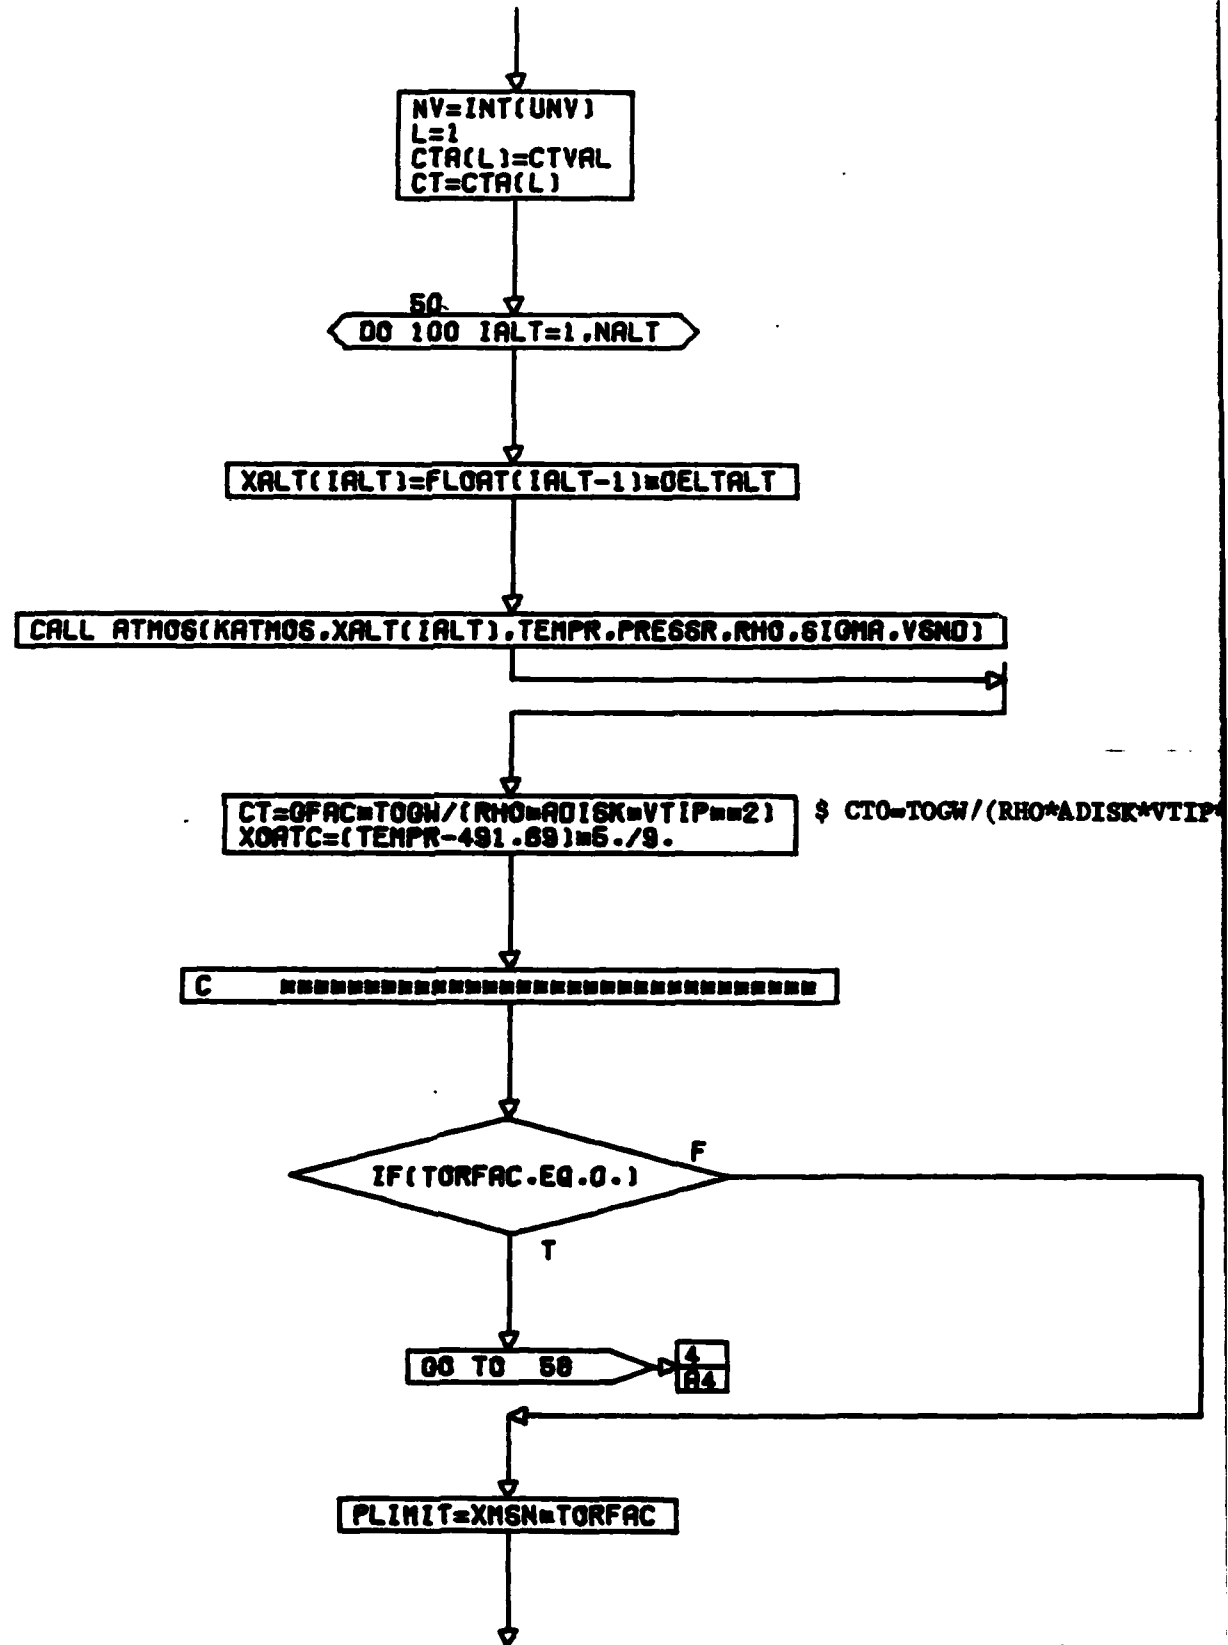 NV=INT(UNV)
L=1
CTA(L)=CTVAL
CT=CTA(L)
50
DO 100 IALT=1,NALT
XALT(IALT)=FLOAT(IALT-1)*DELTALT
CALL ATMOS(KATMOS,XALT(IALT),TEMPR,PRESSR,RHO,SIGMA,VSND)
CT=GFAC*TOGW/(RHO*ADISK*VTIP**2) $ CTO=TOGW/(RHO*ADISK*VTIP*
XOATC=(TEMPR-491.69)*5./9.
C ********************************
IF(TORFAC.EQ.0.)
F
T
GO TO 58
4
A4
PLIMIT=XMSN*TORFAC